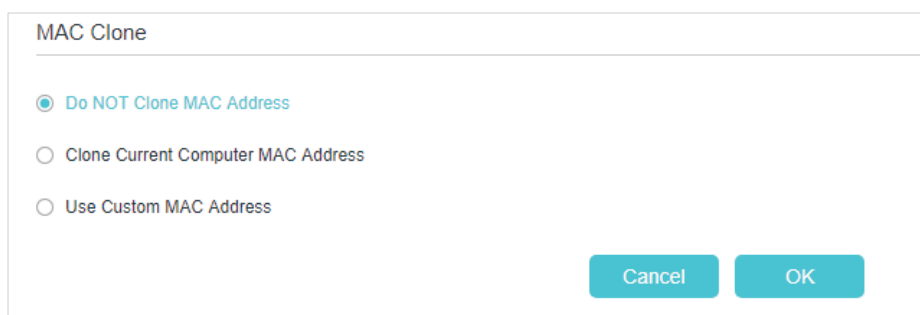 MAC Clone
Do NOT Clone MAC Address
Clone Current Computer MAC Address
Use Custom MAC Address
Cancel OK